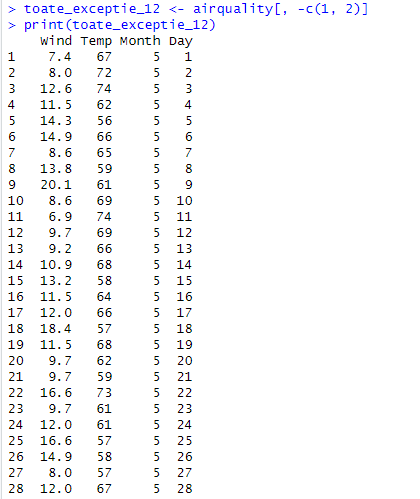 > toate_exceptie_12 <- airquality[, -c(1, 2)]
> print(toate_exceptie_12)
Wind Temp Month Day
1 7.4 67 5 1
2 8.0 72 5 2
3 12.6 74 5 3
4 11.5 62 5 4
5 14.3 56 5 5
6 14.9 66 5 6
7 8.6 65 5 7
8 13.8 59 5 8
9 20.1 61 5 9
10 8.6 69 5 10
11 6.9 74 5 11
12 9.7 69 5 12
13 9.2 66 5 13
14 10.9 68 5 14
15 13.2 58 5 15
16 11.5 64 5 16
17 12.0 66 5 17
18 18.4 57 5 18
19 11.5 68 5 19
20 9.7 62 5 20
21 9.7 59 5 21
22 16.6 73 5 22
23 9.7 61 5 23
24 12.0 61 5 24
25 16.6 57 5 25
26 14.9 58 5 26
27 8.0 57 5 27
28 12.0 67 5 28